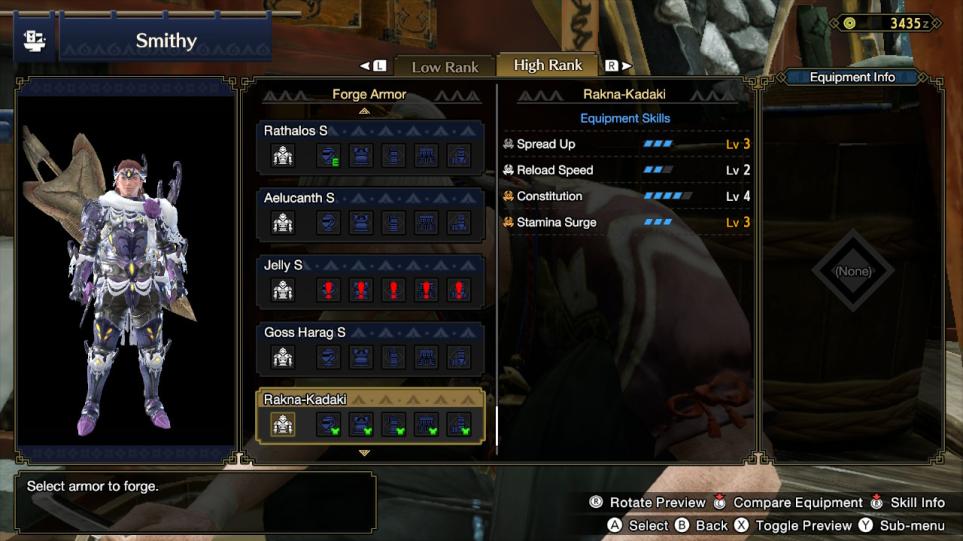 Smithy
3435z
L
Low Rank
High Rank
R
Forge Armor
Rathalos S
E
Aelucanth S
Jelly S
Goss Harag S
Rakna-Kadaki
Rakna-Kadaki
Equipment Skills
Spread Up Lv 3
Reload Speed Lv 2
Constitution Lv 4
Stamina Surge Lv 3
Equipment Info
(None)
Select armor to forge.
R Rotate Preview Compare Equipment Skill Info
A Select B Back X Toggle Preview Y Sub-menu